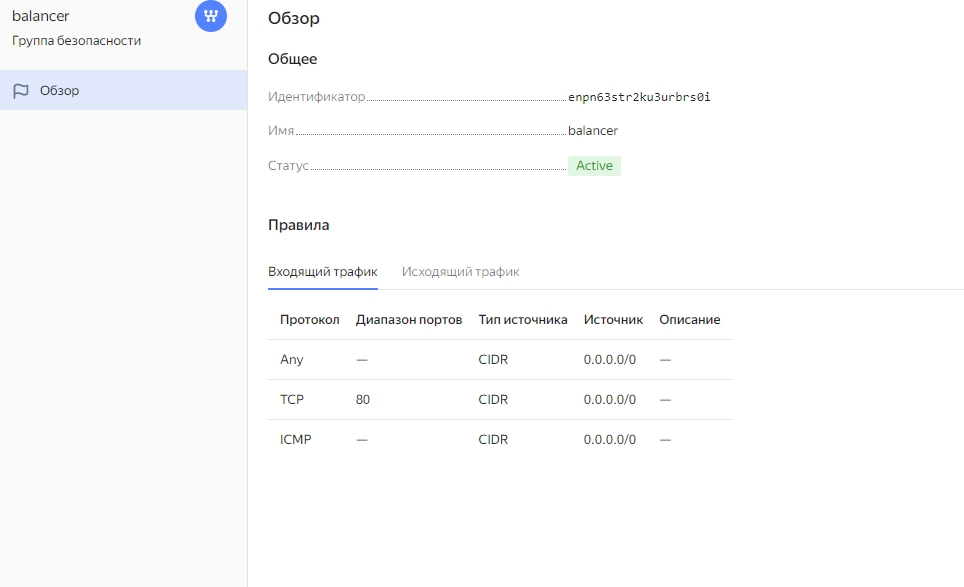 balancer
Группа безопасности
Обзор
Обзор
Общее
Идентификатор enpn63str2ku3urbrs0i
Имя balancer
Статус Active
Правила
Входящий трафик Исходящий трафик
Протокол Диапазон портов Тип источника Источник Описание
Any — CIDR 0.0.0.0/0 —
TCP 80 CIDR 0.0.0.0/0 —
ICMP — CIDR 0.0.0.0/0 —